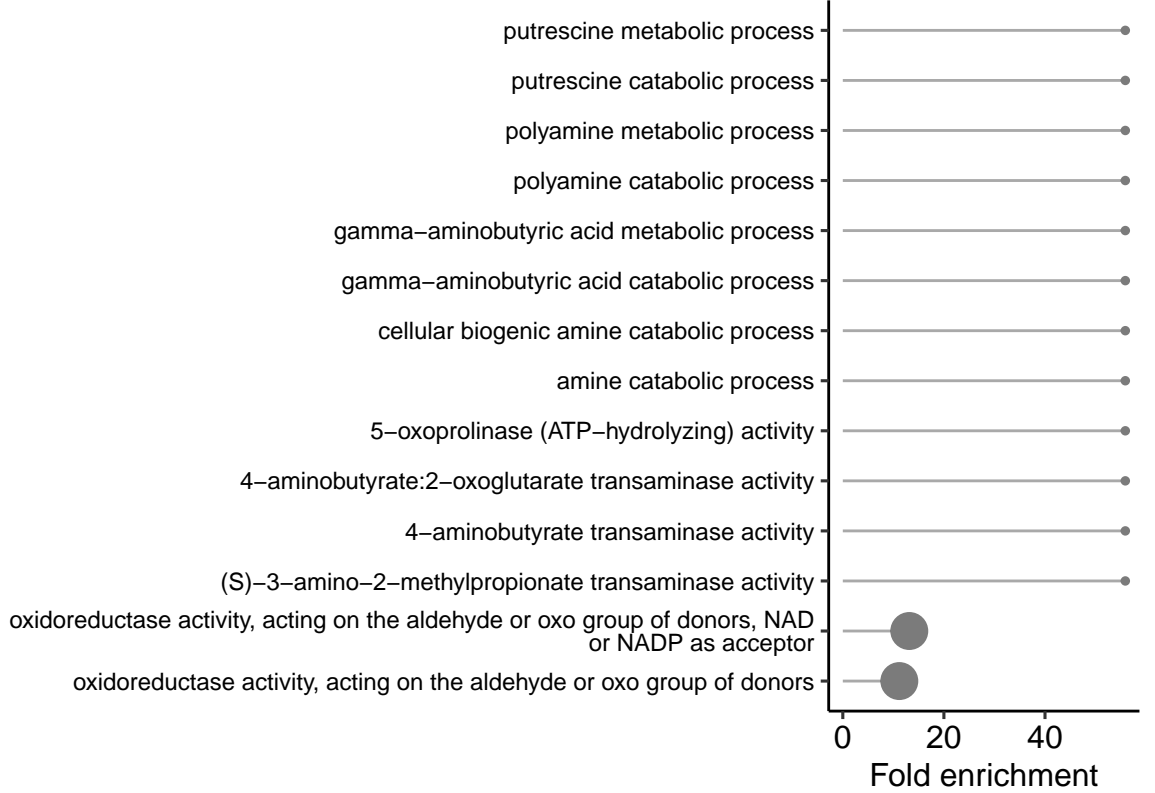 putrescine metabolic process
putrescine catabolic process
polyamine metabolic process
polyamine catabolic process
gamma−aminobutyric acid metabolic process
gamma−aminobutyric acid catabolic process
cellular biogenic amine catabolic process
amine catabolic process
5−oxoprolinase (ATP−hydrolyzing) activity
4−aminobutyrate:2−oxoglutarate transaminase activity
4−aminobutyrate transaminase activity
(S)−3−amino−2−methylpropionate transaminase activity
oxidoreductase activity, acting on the aldehyde or oxo group of donors, NAD
or NADP as acceptor
oxidoreductase activity, acting on the aldehyde or oxo group of donors
0 20 40
Fold enrichment